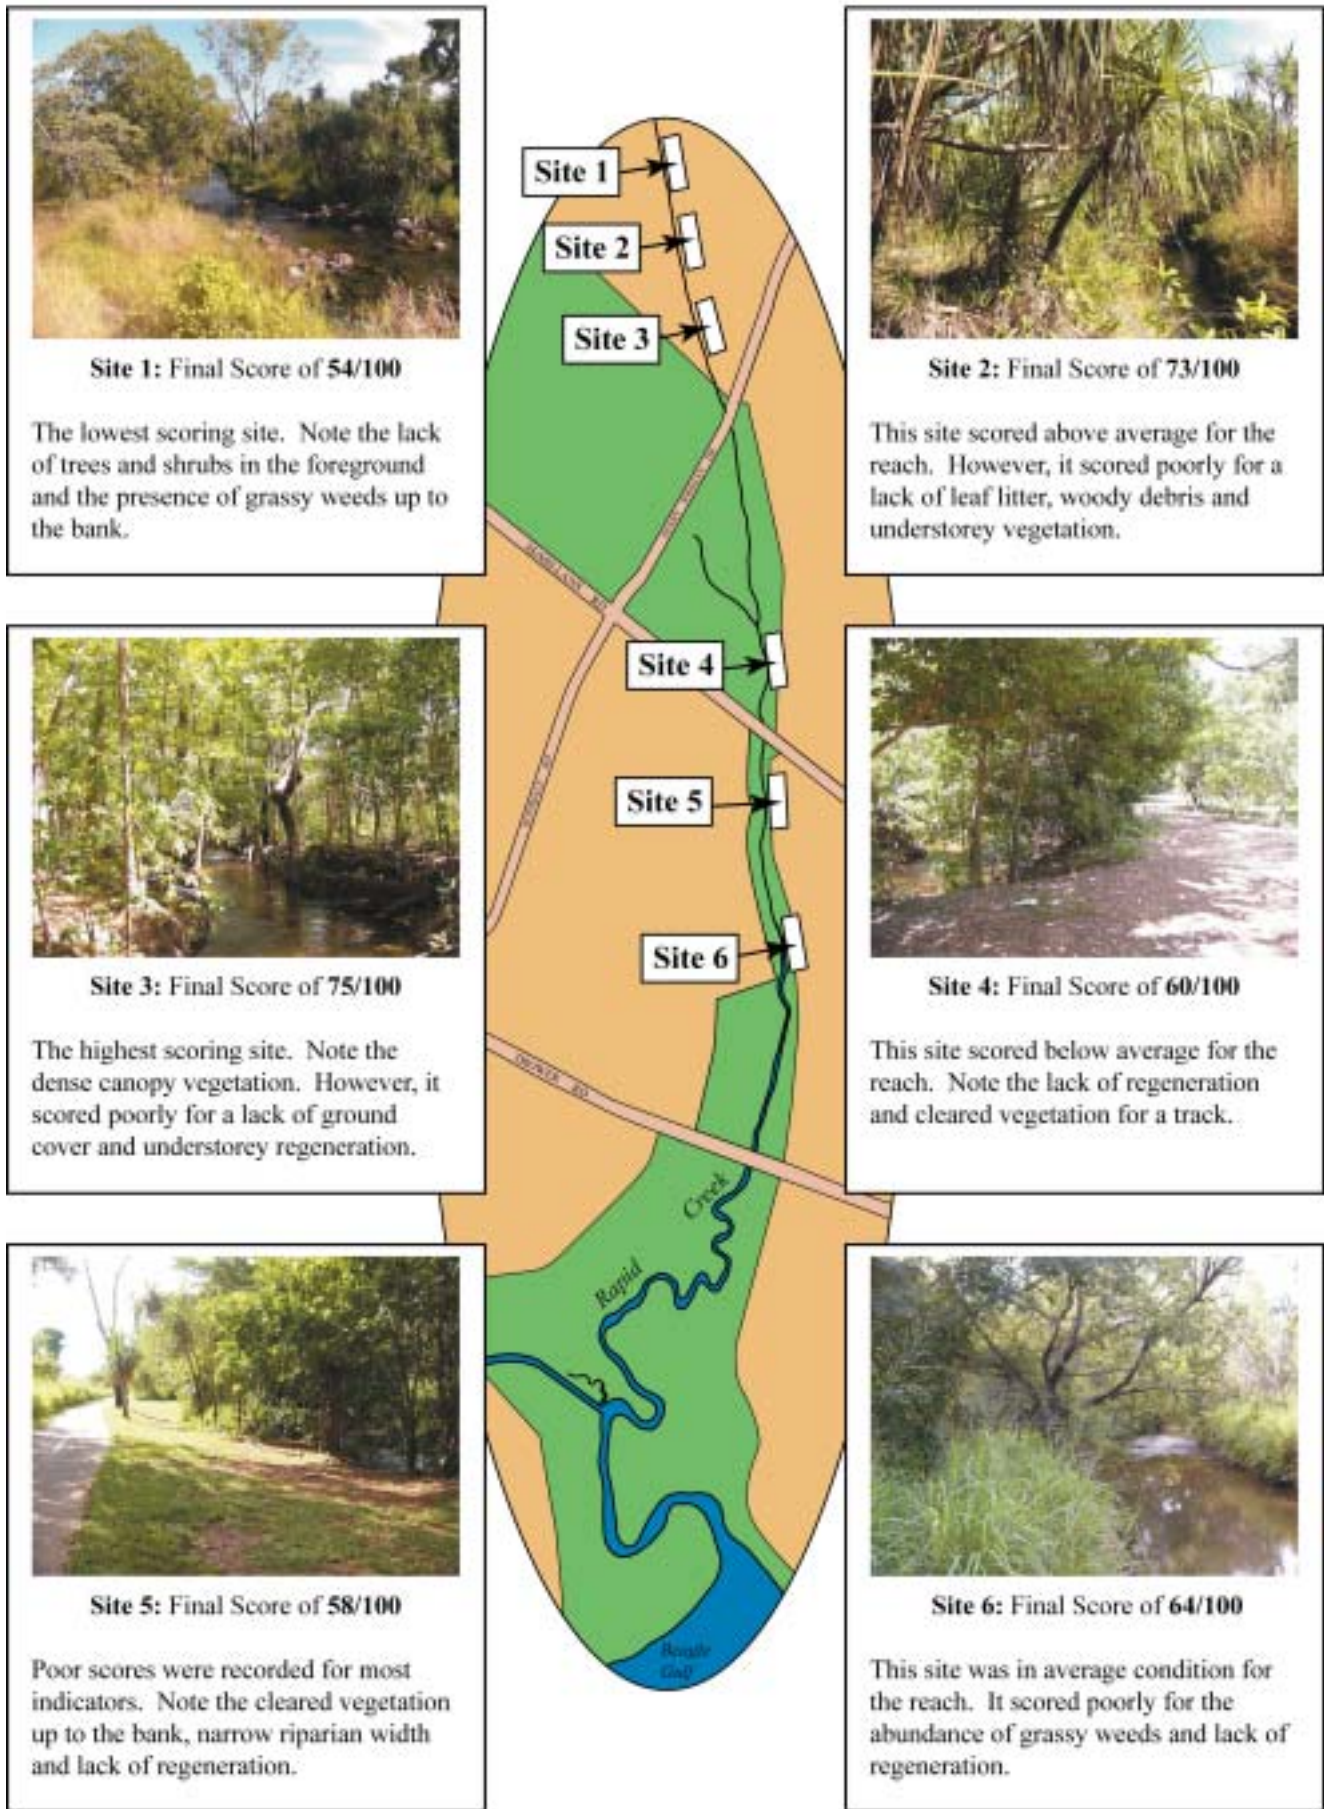 Site 1: Final Score of 54/100
The lowest scoring site. Note the lack
of trees and shrubs in the foreground
and the presence of grassy weeds up to
the bank.
Site 2: Final Score of 73/100
This site scored above average for the
reach. However, it scored poorly for a
lack of leaf litter, woody debris and
understorey vegetation.
Site 1
Site 2
Site 3
Site 4
Site 5
Site 6
RD
RD
Creek
Rapid
Beagle
Gulf
Site 3: Final Score of 75/100
The highest scoring site. Note the
dense canopy vegetation. However, it
scored poorly for a lack of ground
cover and understorey regeneration.
Site 4: Final Score of 60/100
This site scored below average for the
reach. Note the lack of regeneration
and cleared vegetation for a track.
Site 5: Final Score of 58/100
Poor scores were recorded for most
indicators. Note the cleared vegetation
up to the bank, narrow riparian width
and lack of regeneration.
Site 6: Final Score of 64/100
This site was in average condition for
the reach. It scored poorly for the
abundance of grassy weeds and lack of
regeneration.